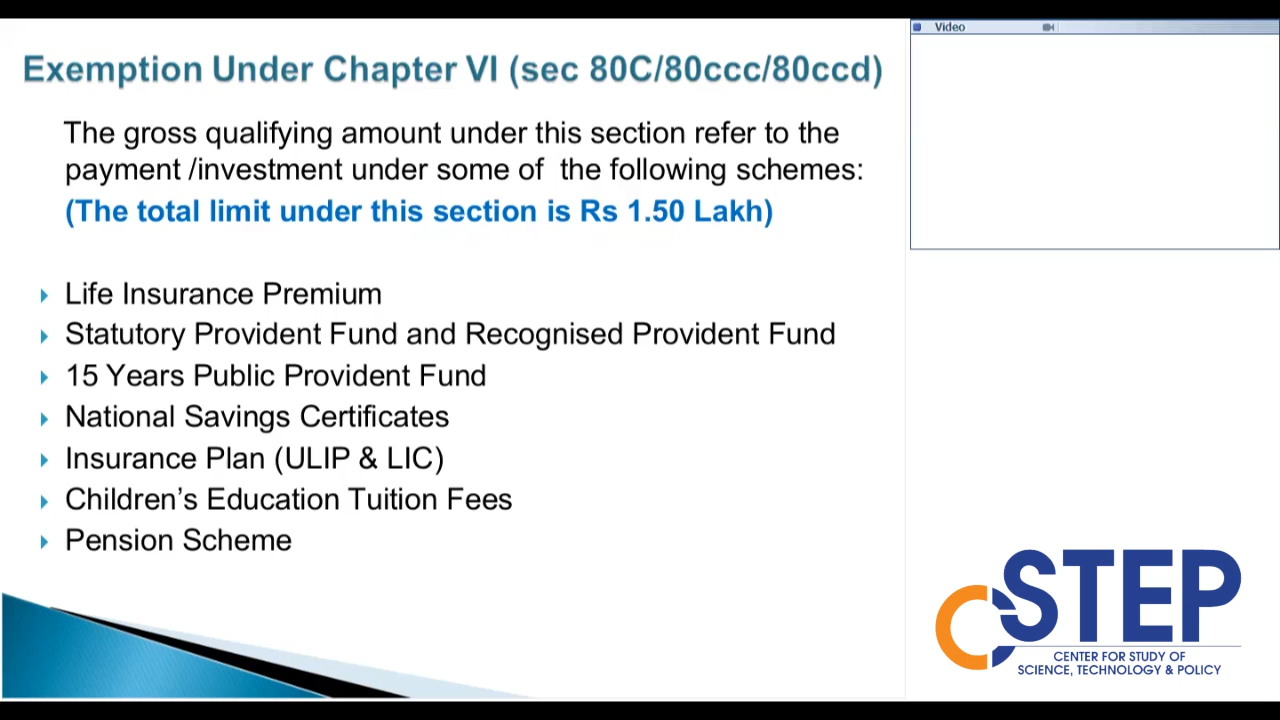 Exemption Under Chapter VI (sec 80C/80ccc/80ccd)
Video
The gross qualifying amount under this section refer to the
payment /investment under some of  the following schemes:
(The total limit under this section is Rs 1.50 Lakh)
Life Insurance Premium
Statutory Provident Fund and Recognised Provident Fund
15 Years Public Provident Fund
National Savings Certificates
Insurance Plan (ULIP & LIC)
Children’s Education Tuition Fees
Pension Scheme
CSTEP
CENTER FOR STUDY OF
SCIENCE, TECHNOLOGY & POLICY